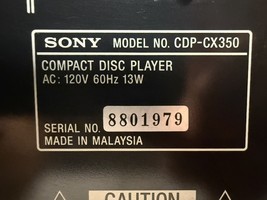 SONY MODEL NO. CDP-CX350
COMPACT DISC PLAYER
AC: 120V 60Hz 13W
SERIAL NO. 8801979
MADE IN MALAYSIA
CAUTION